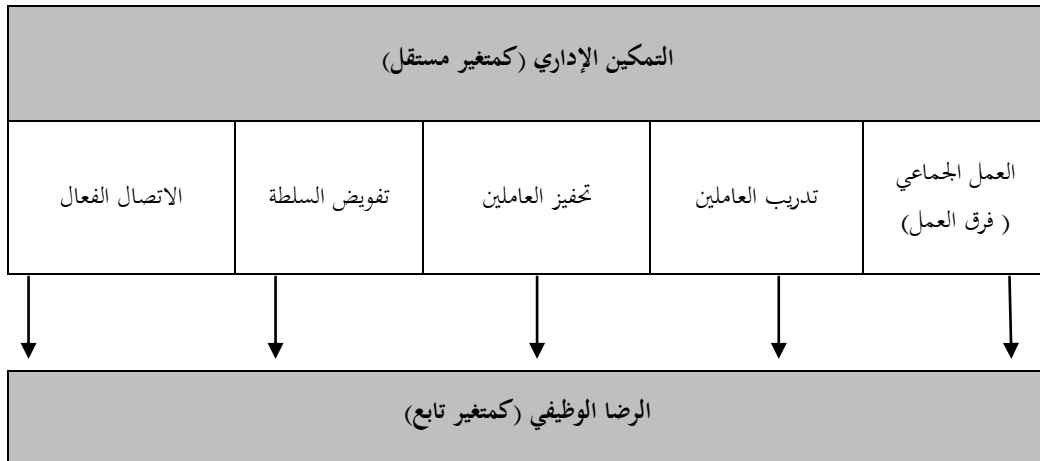 التمكين الإداري (كمتغير مستقل)
العمل الجماعي
( فرق العمل)
تدريب العاملين
تحفيز العاملين
تفويض السلطة
الاتصال الفعال
الرضا الوظيفي (كمتغير تابع)